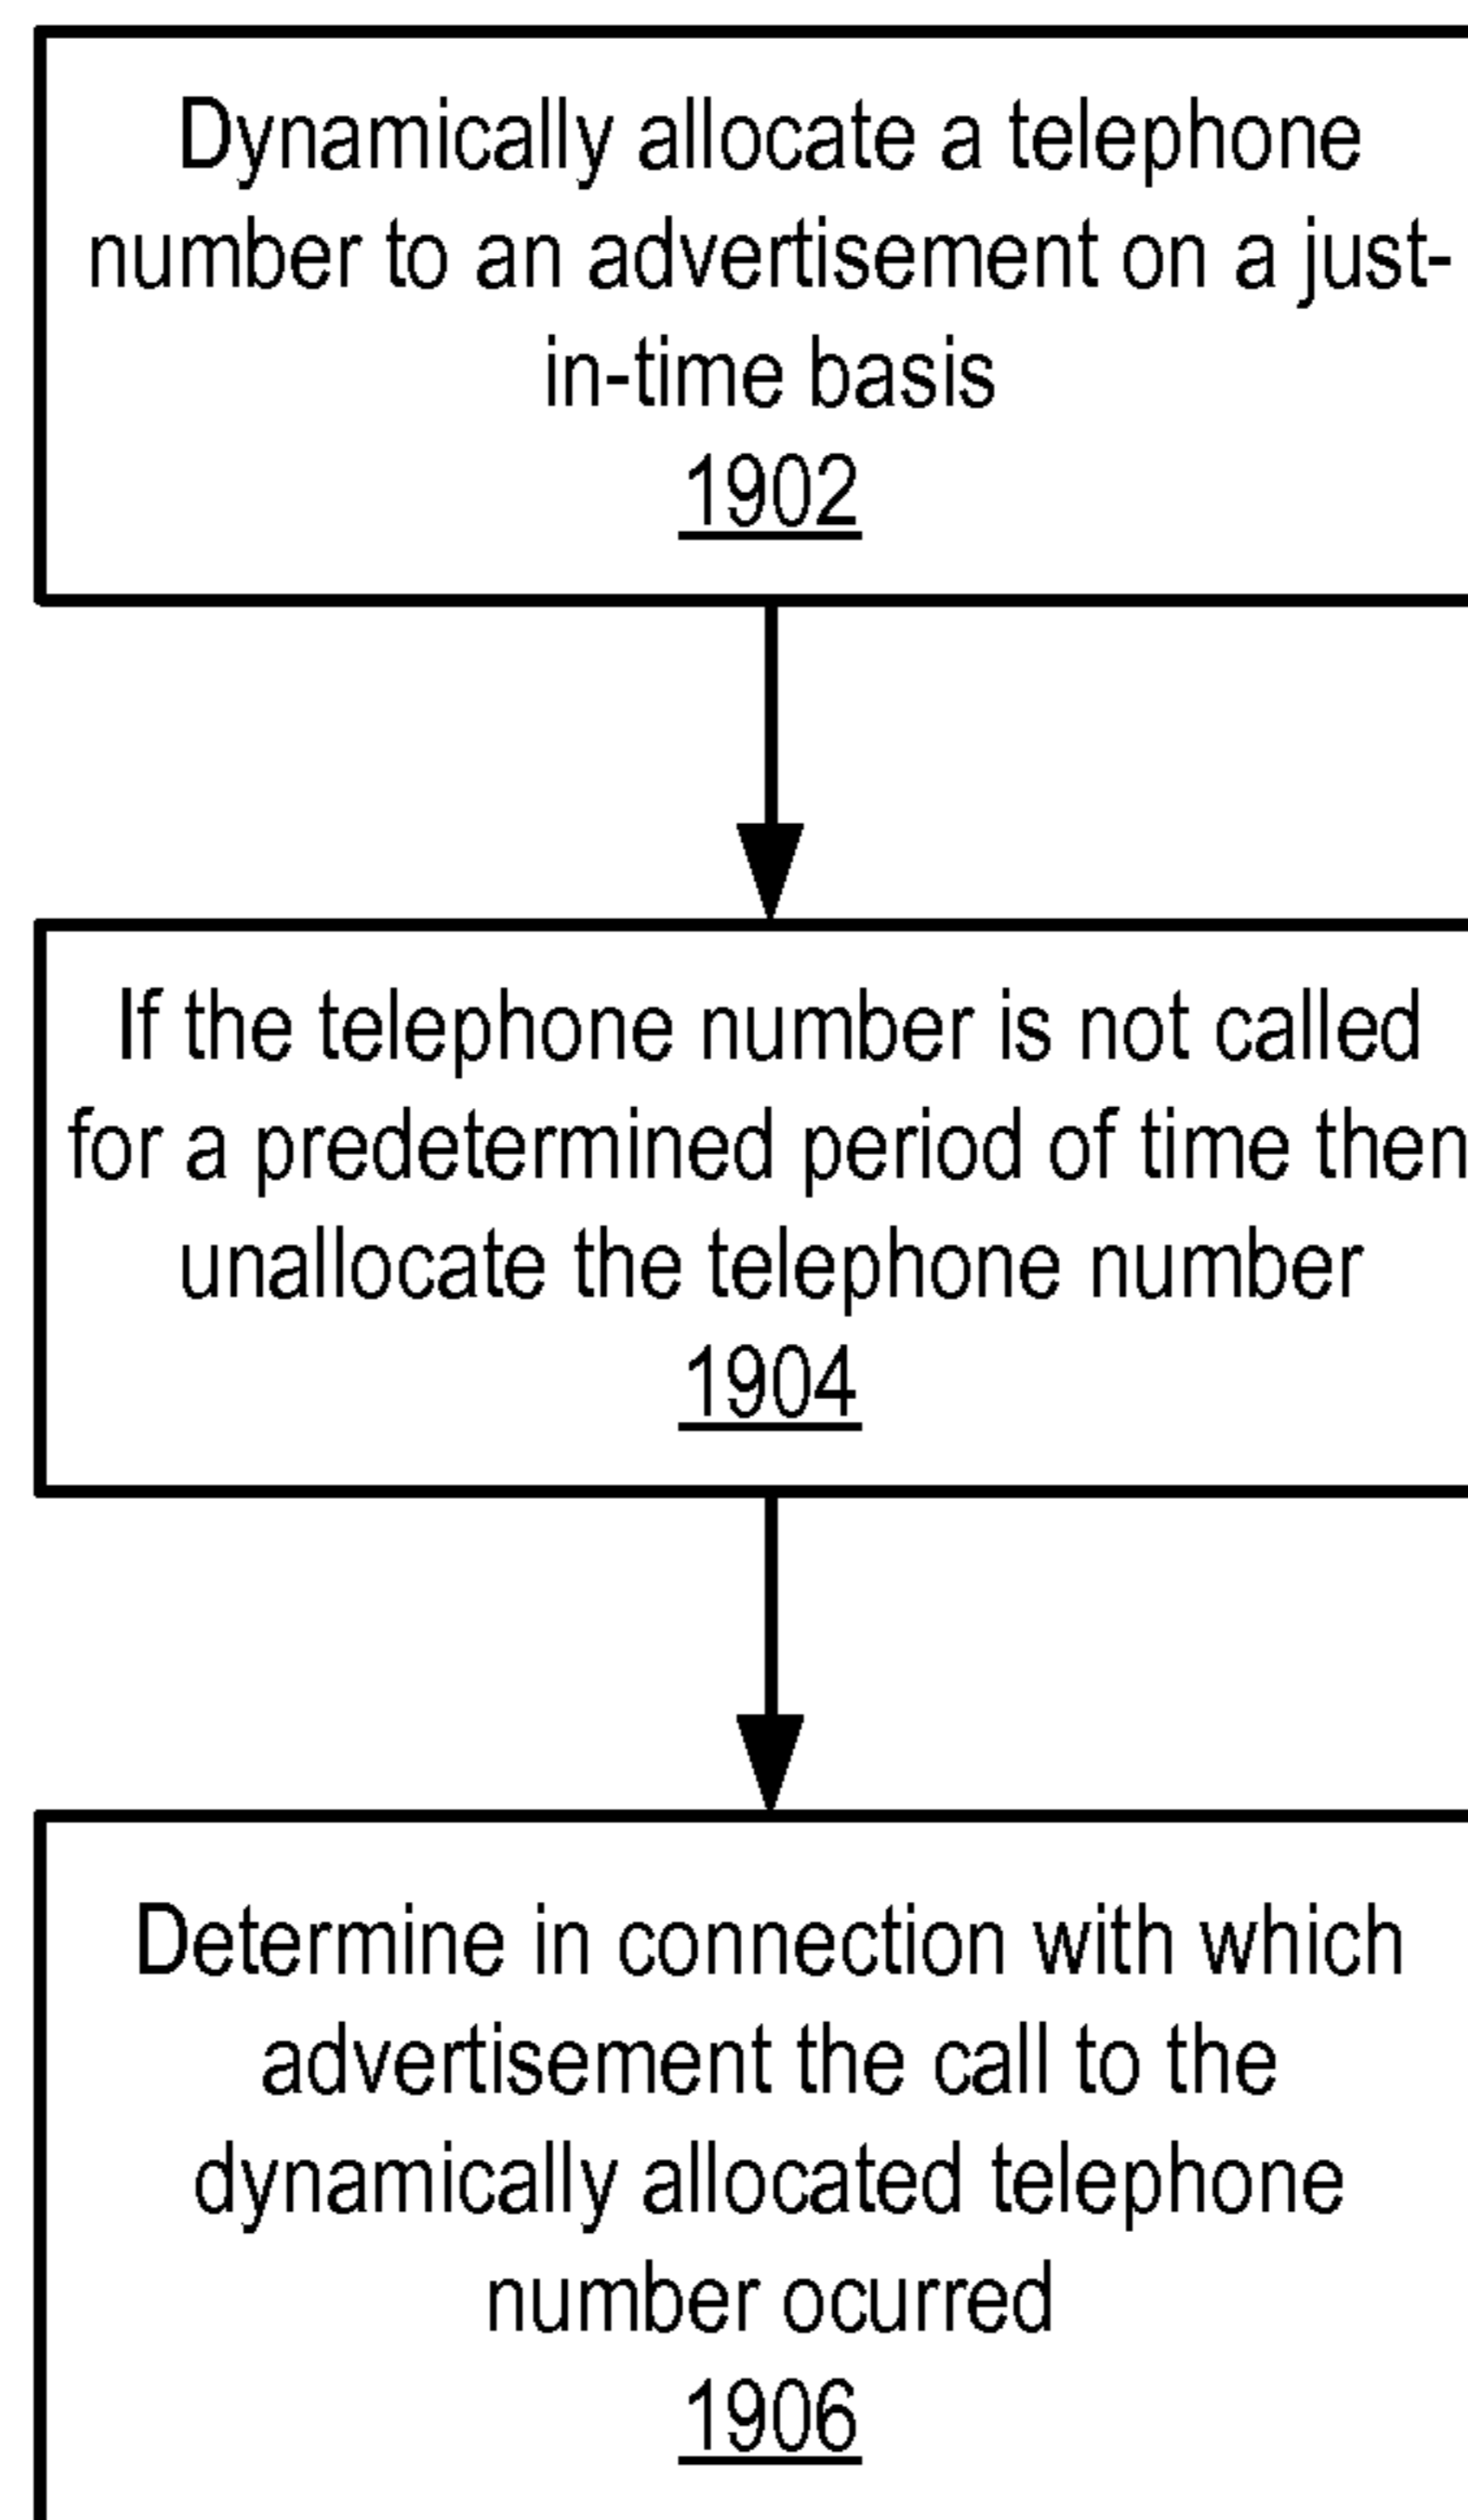 Dynamically allocate a telephone
number to an advertisement on a just-
in-time basis
1902
If the telephone number is not called
for a predetermined period of time then
unallocate the telephone number
1904
Determine in connection with which
advertisement the call to the
dynamically allocated telephone
number ocurred
1906